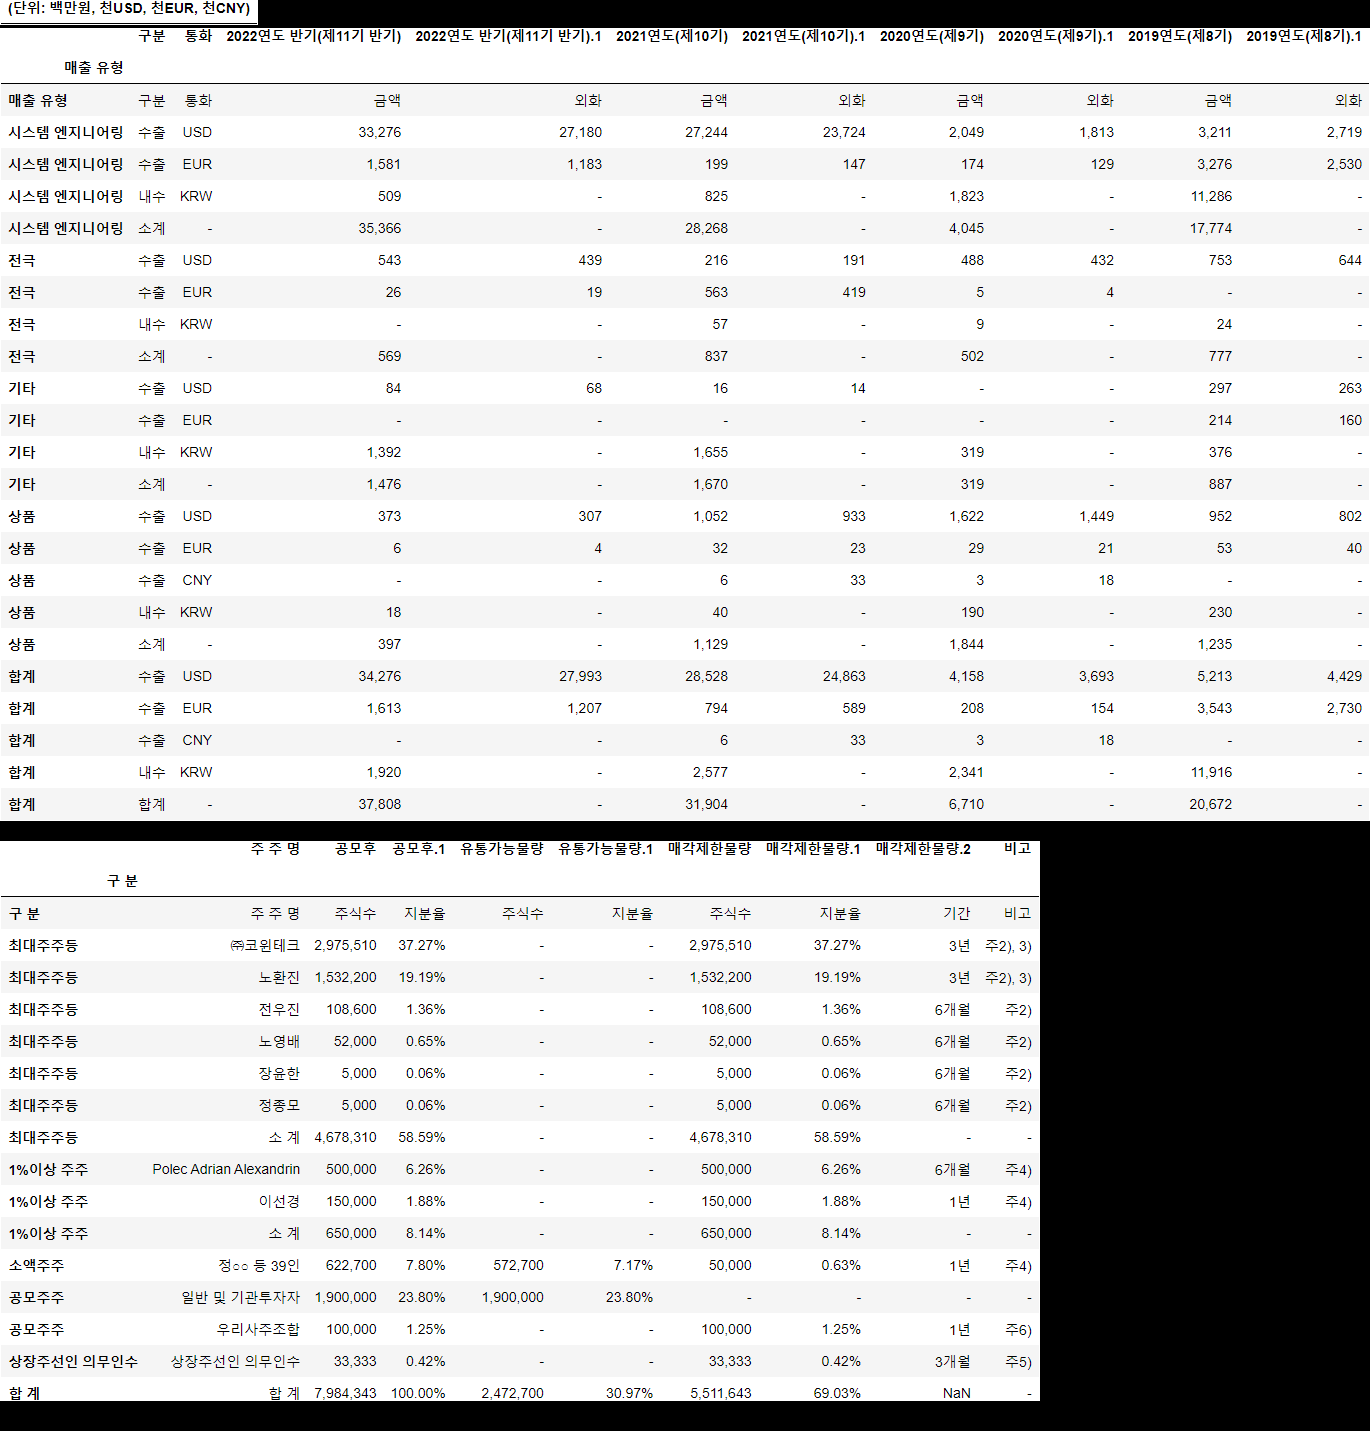 (단위: 백만원, 천USD, 천EUR, 천CNY)
구분 통화 2022연도 반기(제11기 반기) 2022연도 반기(제11기 반기).1 2021연도(제10기) 2021연도(제10기).1 2020연도(제9기) 2020연도(제9기).1 2019연도(제8기) 2019연도(제8기).1
매출 유형
매출 유형 구분 통화 금액 외화 금액 외화 금액 외화 금액 외화
시스템 엔지니어링 수출 USD 33,276 27,180 27,244 23,724 2,049 1,813 3,211 2,719
시스템 엔지니어링 수출 EUR 1,581 1,183 199 147 174 129 3,276 2,530
시스템 엔지니어링 내수 KRW 509 - 825 - 1,823 - 11,286 -
시스템 엔지니어링 소계 - 35,366 - 28,268 - 4,045 - 17,774 -
전극 수출 USD 543 439 216 191 488 432 753 644
전극 수출 EUR 26 19 563 419 5 4 - -
전극 내수 KRW - - 57 - 9 - 24 -
전극 소계 - 569 - 837 - 502 - 777 -
기타 수출 USD 84 68 16 14 - - 297 263
기타 수출 EUR - - - - - - 214 160
기타 내수 KRW 1,392 - 1,655 - 319 - 376 -
기타 소계 - 1,476 - 1,670 - 319 - 887 -
상품 수출 USD 373 307 1,052 933 1,622 1,449 952 802
상품 수출 EUR 6 4 32 23 29 21 53 40
상품 수출 CNY - - 6 33 3 18 - -
상품 내수 KRW 18 - 40 - 190 - 230 -
상품 소계 - 397 - 1,129 - 1,844 - 1,235 -
합계 수출 USD 34,276 27,993 28,528 24,863 4,158 3,693 5,213 4,429
합계 수출 EUR 1,613 1,207 794 589 208 154 3,543 2,730
합계 수출 CNY - - 6 33 3 18 - -
합계 내수 KRW 1,920 - 2,577 - 2,341 - 11,916 -
합계 합계 - 37,808 - 31,904 - 6,710 - 20,672 -
주 주 명 공모후 공모후.1 유통가능물량 유통가능물량.1 매각제한물량 매각제한물량.1 매각제한물량.2 비고
구 분
구 분 주 주 명 주식수 지분율 주식수 지분율 주식수 지분율 기간 비고
최대주주등 ㈜코윈테크 2,975,510 37.27% - - 2,975,510 37.27% 3년 주2), 3)
최대주주등 노환진 1,532,200 19.19% - - 1,532,200 19.19% 3년 주2), 3)
최대주주등 전우진 108,600 1.36% - - 108,600 1.36% 6개월 주2)
최대주주등 노영배 52,000 0.65% - - 52,000 0.65% 6개월 주2)
최대주주등 장윤한 5,000 0.06% - - 5,000 0.06% 6개월 주2)
최대주주등 정종모 5,000 0.06% - - 5,000 0.06% 6개월 주2)
최대주주등 소 계 4,678,310 58.59% - - 4,678,310 58.59% - -
1%이상 주주 Polec Adrian Alexandrin 500,000 6.26% - - 500,000 6.26% 6개월 주4)
1%이상 주주 이선경 150,000 1.88% - - 150,000 1.88% 1년 주4)
1%이상 주주 소 계 650,000 8.14% - - 650,000 8.14% - -
소액주주 정○○ 등 39인 622,700 7.80% 572,700 7.17% 50,000 0.63% 1년 주4)
공모주주 일반 및 기관투자자 1,900,000 23.80% 1,900,000 23.80% - - - -
공모주주 우리사주조합 100,000 1.25% - - 100,000 1.25% 1년 주6)
상장주선인 의무인수 상장주선인 의무인수 33,333 0.42% - - 33,333 0.42% 3개월 주5)
합 계 합 계 7,984,343 100.00% 2,472,700 30.97% 5,511,643 69.03% NaN -